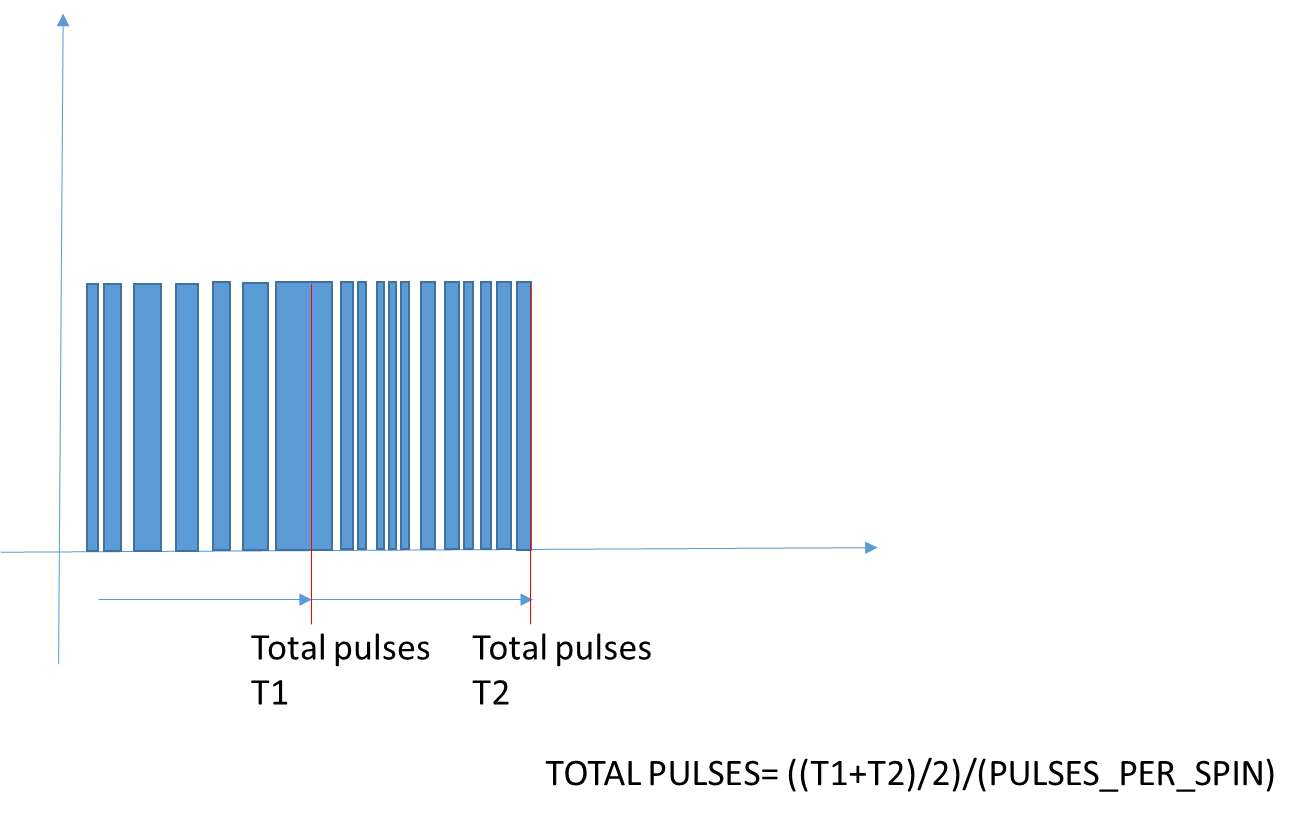 Total pulses
T1
Total pulses
T2
TOTAL PULSES= ((T1+T2)/2)/(PULSES_PER_SPIN)